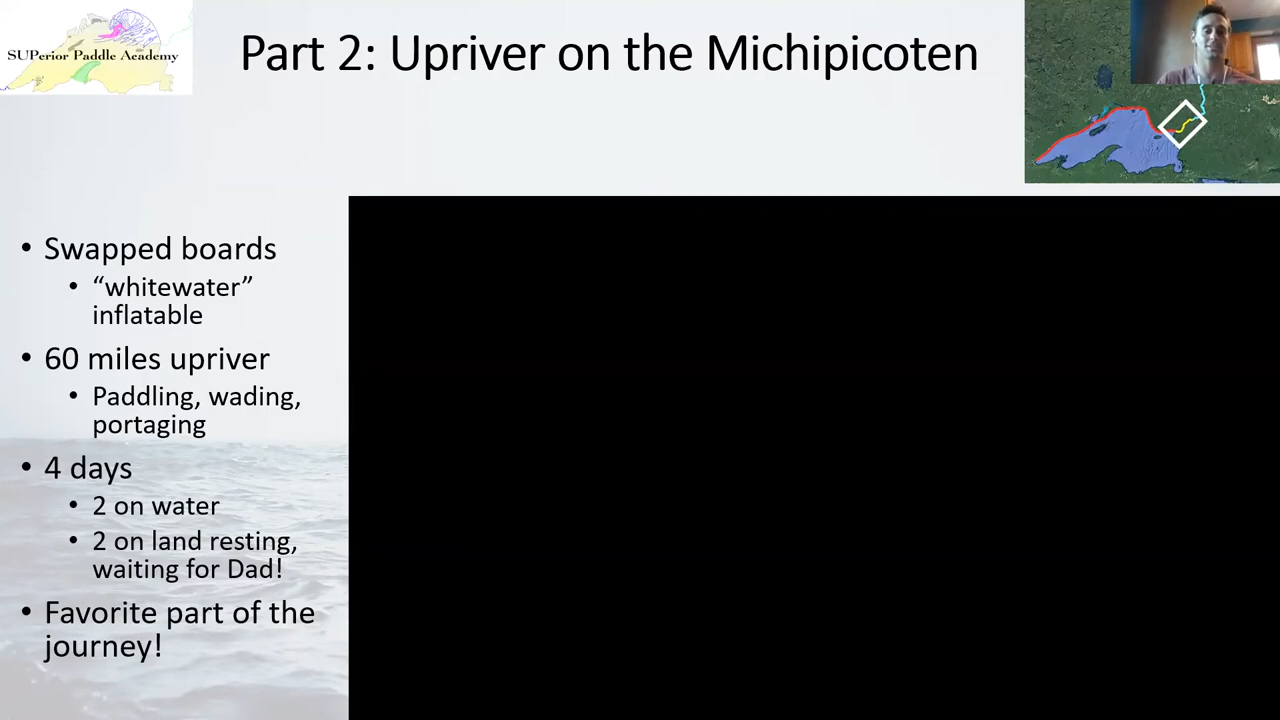 SUPerior Paddle Academy
Part 2: Upriver on the Michipicoten
• Swapped boards
• “whitewater”
inflatable
• 60 miles upriver
• Paddling, wading,
portaging
• 4 days
• 2 on water
• 2 on land resting,
waiting for Dad!
• Favorite part of the
journey!